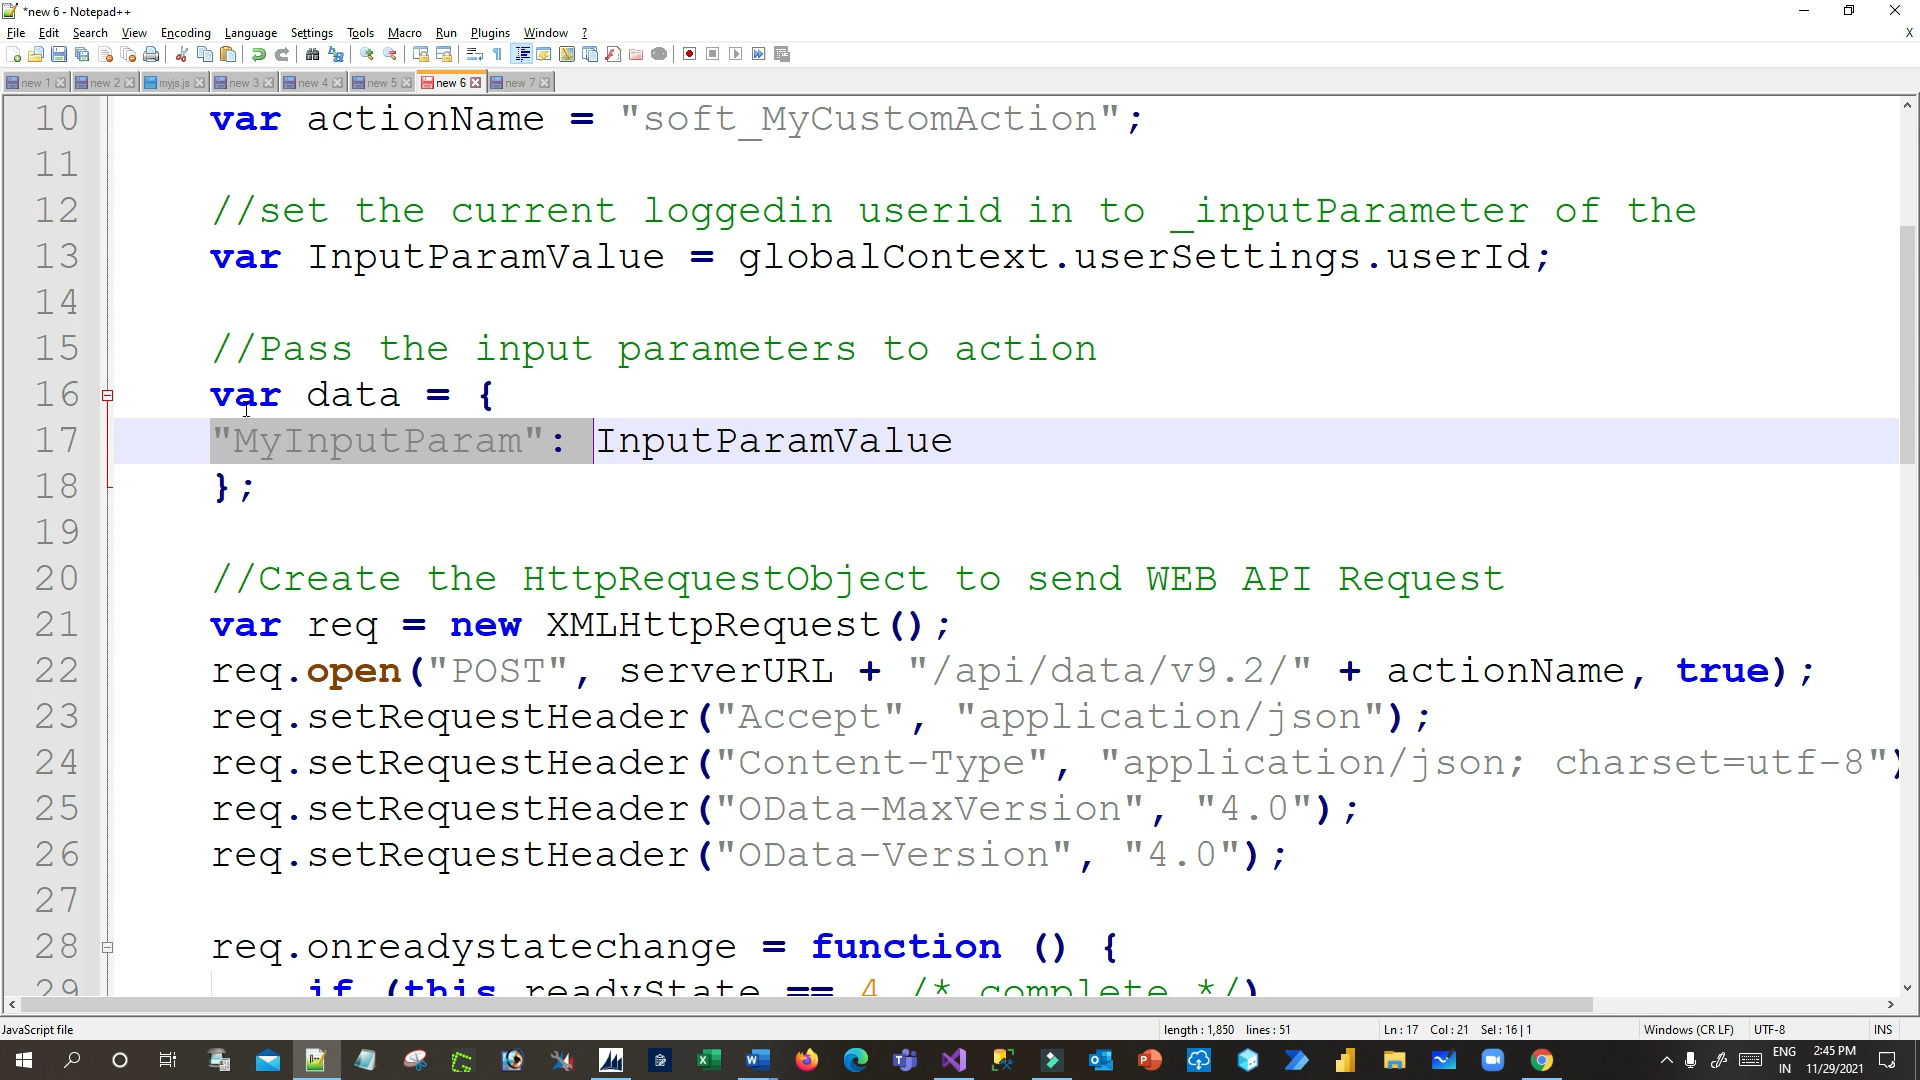 *new 6 - Notepad++
File Edit Search View Encoding Language Settings Tools Macro Run Plugins Window ?
X
new 1 new 2 myjs.js new 3 new 4 new 5 new 6 new 7
10 var actionName = "soft_MyCustomAction";
11
12 //set the current loggedin userid in to _inputParameter of the
13 var InputParamValue = globalContext.userSettings.userId;
14
15 //Pass the input parameters to action
16 var data = {
17 "MyInputParam": InputParamValue
18 };
19
20 //Create the HttpRequestObject to send WEB API Request
21 var req = new XMLHttpRequest();
22 req.open("POST", serverURL + "/api/data/v9.2/" + actionName, true);
23 req.setRequestHeader("Accept", "application/json");
24 req.setRequestHeader("Content-Type", "application/json; charset=utf-8")
25 req.setRequestHeader("OData-MaxVersion", "4.0");
26 req.setRequestHeader("OData-Version", "4.0");
27
28 req.onreadystatechange = function () {
29 if (this.readyState == 4 /* complete */)
JavaScript file length : 1,850 lines : 51 Ln : 17 Col : 21 Sel : 16 | 1 Windows (CR LF) UTF-8 INS
ENG 2:45 PM
IN 11/29/2021